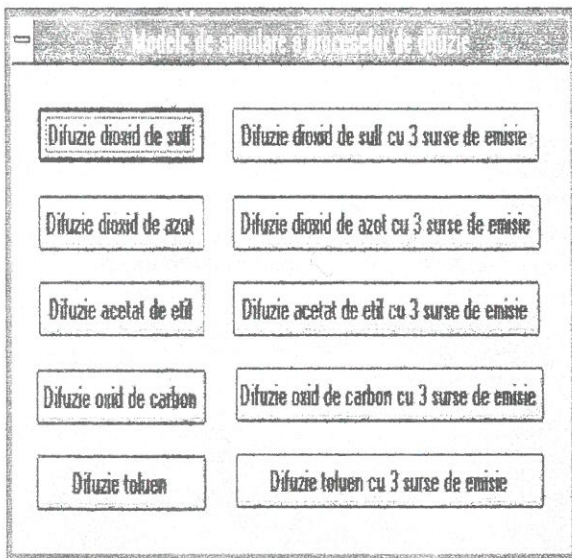 Modele de simulare a proceselor de difuzie
Difuzie dioxid de sulf
Difuzie dioxid de sulf cu 3 surse de emisie
Difuzie dioxid de azot
Difuzie dioxid de azot cu 3 surse de emisie
Difuzie acetat de etil
Difuzie acetat de etil cu 3 surse de emisie
Difuzie oxid de carbon
Difuzie oxid de carbon cu 3 surse de emisie
Difuzie toluen
Difuzie toluen cu 3 surse de emisie